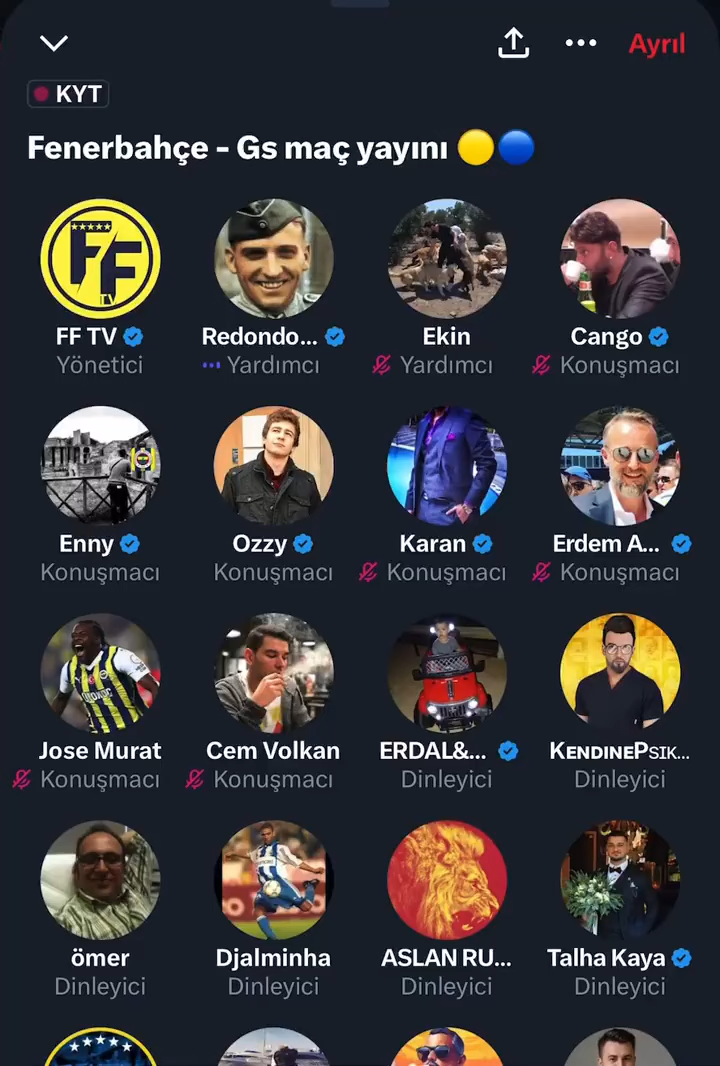 Ayrıl
KYT
Fenerbahçe - Gs maç yayını
FF TV
FF TV Redondo... Ekin Cango
Yönetici Yardımcı Yardımcı Konuşmacı
Enny Ozzy Karan Erdem A...
Konuşmacı Konuşmacı Konuşmacı Konuşmacı
Jose Murat Cem Volkan ERDAL&... KENDINEPSIK...
Konuşmacı Konuşmacı Dinleyici Dinleyici
ömer Djalminha ASLAN RU... Talha Kaya
Dinleyici Dinleyici Dinleyici Dinleyici